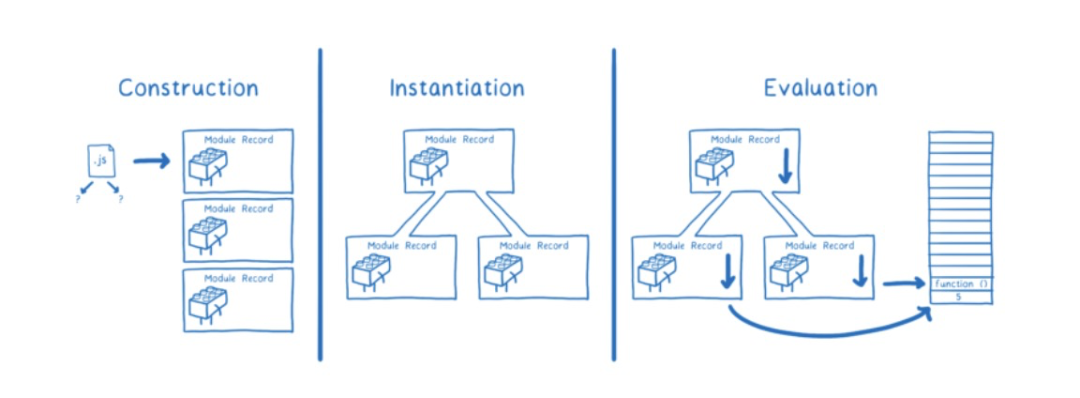 Construction
.js
?
?
Module Record
Module Record
Module Record
Instantiation
Module Record
Module Record
Module Record
Evaluation
Module Record
Module Record
Module Record
function ()
5